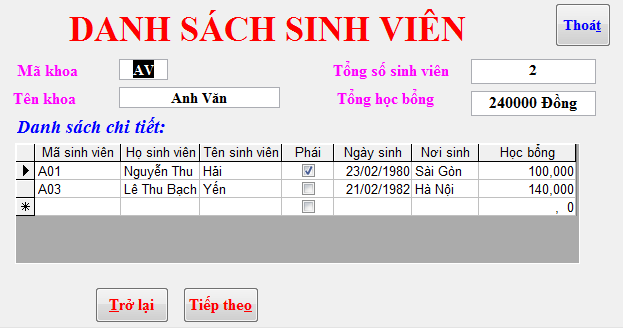 DANH SÁCH SINH VIÊN
Thoát
Mã khoa AV Tổng số sinh viên 2
Tên khoa Anh Văn Tổng học bổng 240000 Đồng
Danh sách chi tiết:
Mã sinh viên Họ sinh viên Tên sinh viên Phái Ngày sinh Nơi sinh Học bổng
A01 Nguyễn Thu Hãi 23/02/1980 Sài Gòn 100,000
A03 Lê Thu Bạch Yến 21/02/1982 Hà Nội 140,000
, 0
Trở lại Tiếp theo